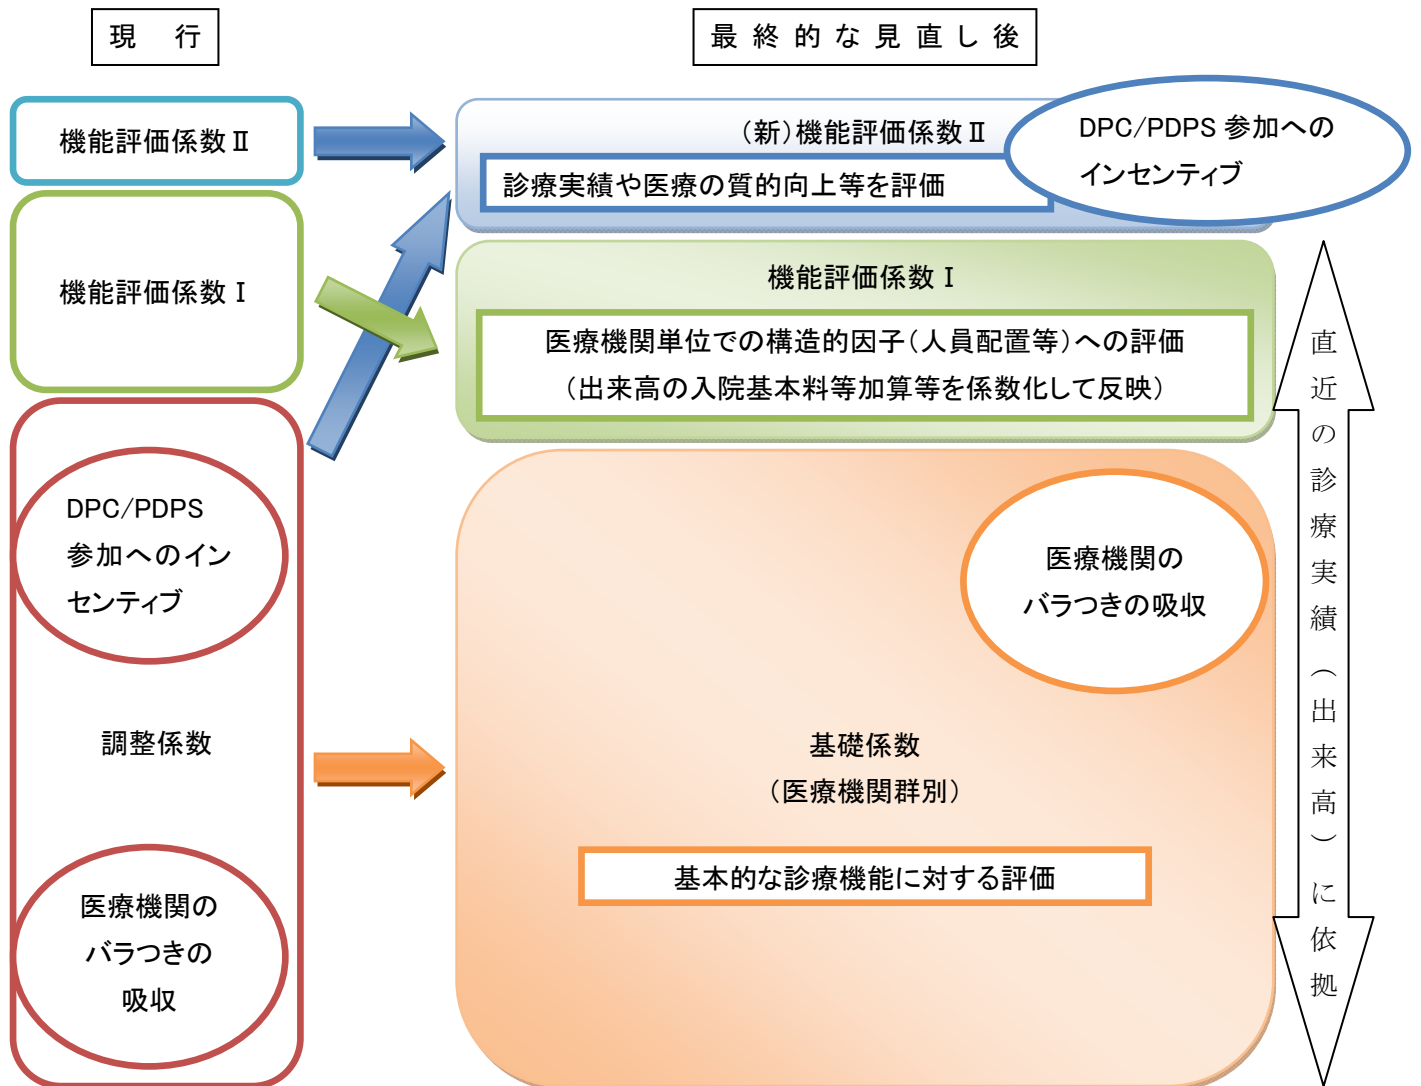 現　行
最終的な見直し後
機能評価係数Ⅱ
機能評価係数Ⅰ
DPC/PDPS
参加へのイン
センティブ
調整係数
医療機関の
バラつきの
吸収
（新）機能評価係数Ⅱ
診療実績や医療の質的向上等を評価
DPC/PDPS 参加への
インセンティブ
機能評価係数Ⅰ
医療機関単位での構造的因子（人員配置等）への評価
（出来高の入院基本料等加算等を係数化して反映）
医療機関の
バラつきの吸収
基礎係数
（医療機関群別）
基本的な診療機能に対する評価
直近の診療実績（出来高）に依拠